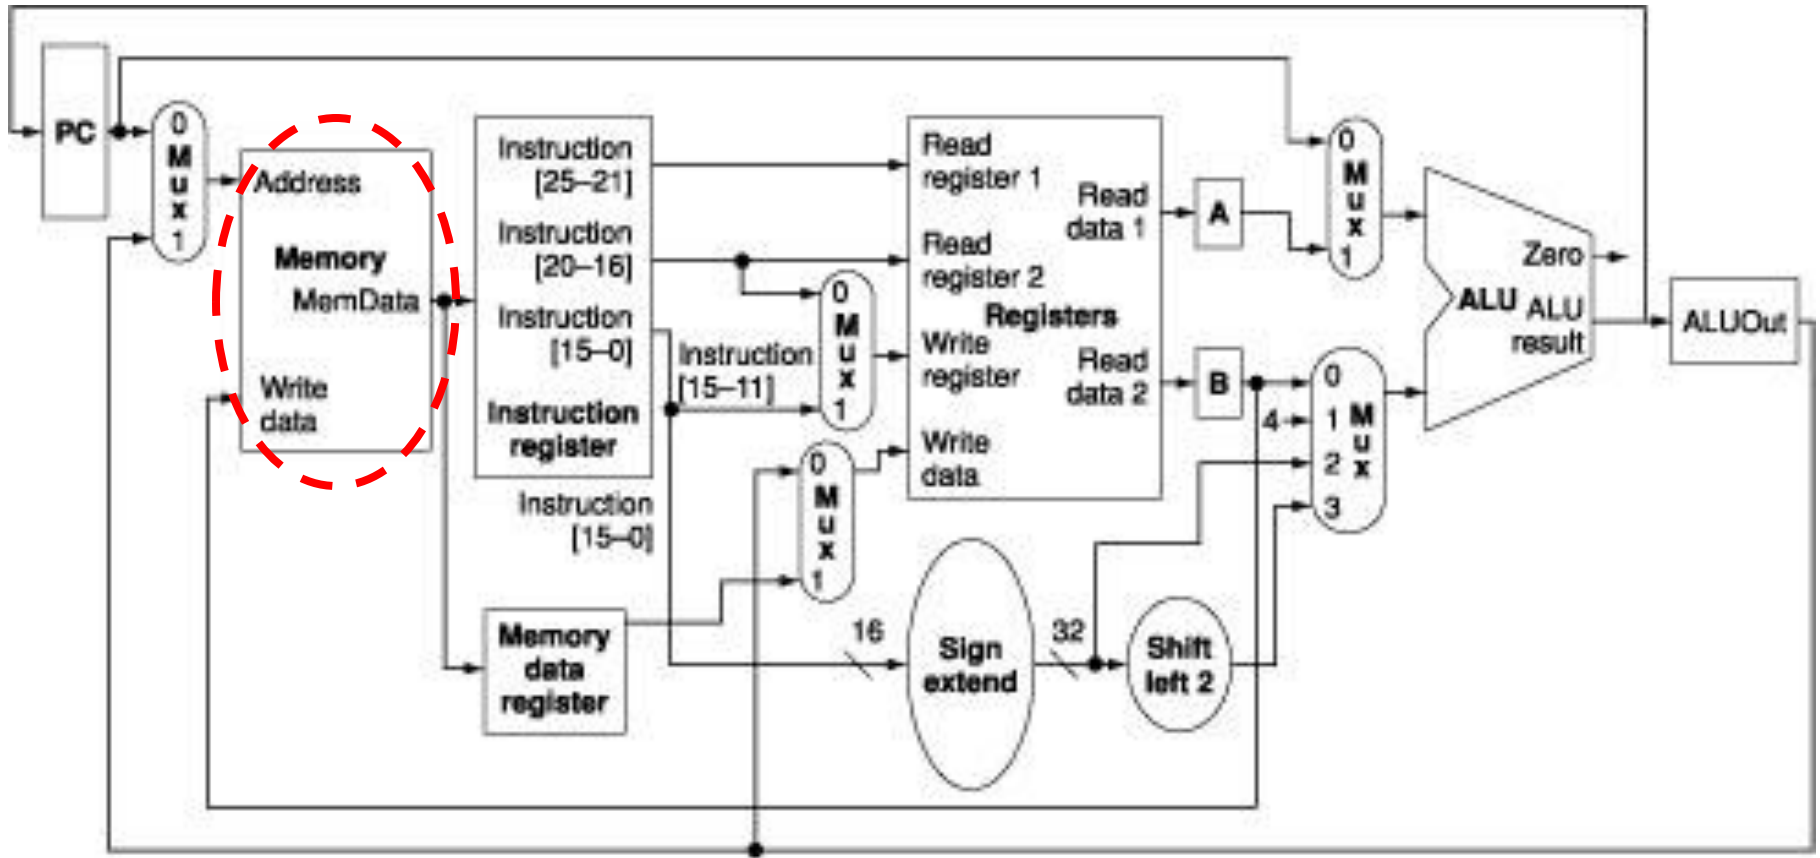 PC
0
M
u
x
1
Address
Memory
MemData
Write
data
Instruction
[25–21]
Instruction
[20–16]
Instruction
[15–0]
Instruction
register
Instruction
[15–0]
Memory
data
register
Instruction
[15–11]
0
M
u
x
1
0
M
u
x
1
16
Sign
extend
32
Shift
left 2
Read
register 1
Read
register 2
Registers
Write
register
Write
data
Read
data 1
Read
data 2
A
B
4
0
M
u
x
1
0
1
2
3
M
u
x
Zero
ALU
ALU
result
ALUOut